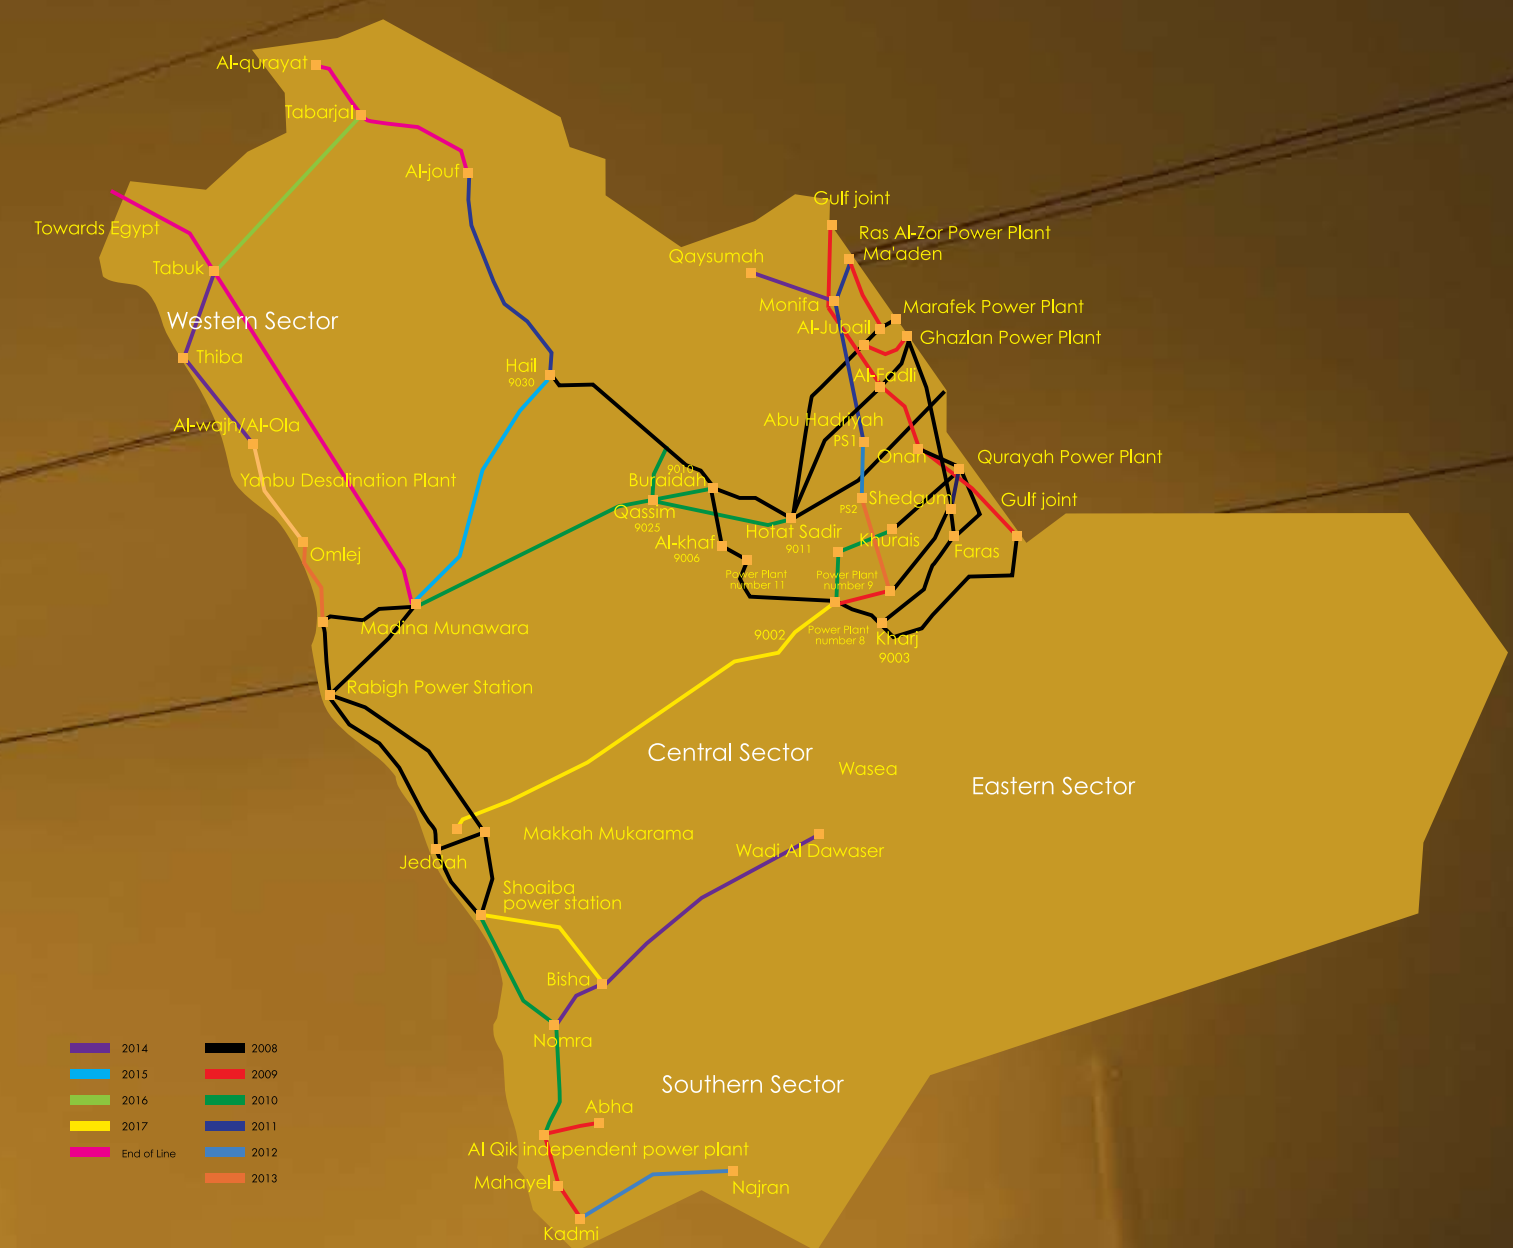 Al-qurayat
Tabarjal
Al-jouf
Towards Egypt
Tabuk
Western Sector
Thiba
Al-wajh/Al-Ola
Yanbu Desalination Plant
Omlej
Madina Munawara
Rabigh Power Station
Hail
9030
Gulf joint
Ras Al-Zor Power Plant
Ma'aden
Qaysumah
Monifa
Marafek Power Plant
Al-Jubail
Ghazlan Power Plant
Al-Fadli
Abu Hadriyah
PS1
Onan
Qurayah Power Plant
9010
Buraidah
Qassim
9025
Shedgum
PS2
Gulf joint
Hotat Sadir
9011
Al-khaf
9006
Khurais
Faras
Power Plant
number 11
Power Plant
number 9
9002
Power Plant
number 8
Kharj
9003
Central Sector
Wasea
Eastern Sector
Makkah Mukarama
Jeddah
Wadi Al Dawaser
Shoaiba
power station
Bisha
Nomra
Southern Sector
Abha
Al Qik independent power plant
Mahayel
Najran
Kadmi
2014
2015
2016
2017
End of Line
2008
2009
2010
2011
2012
2013